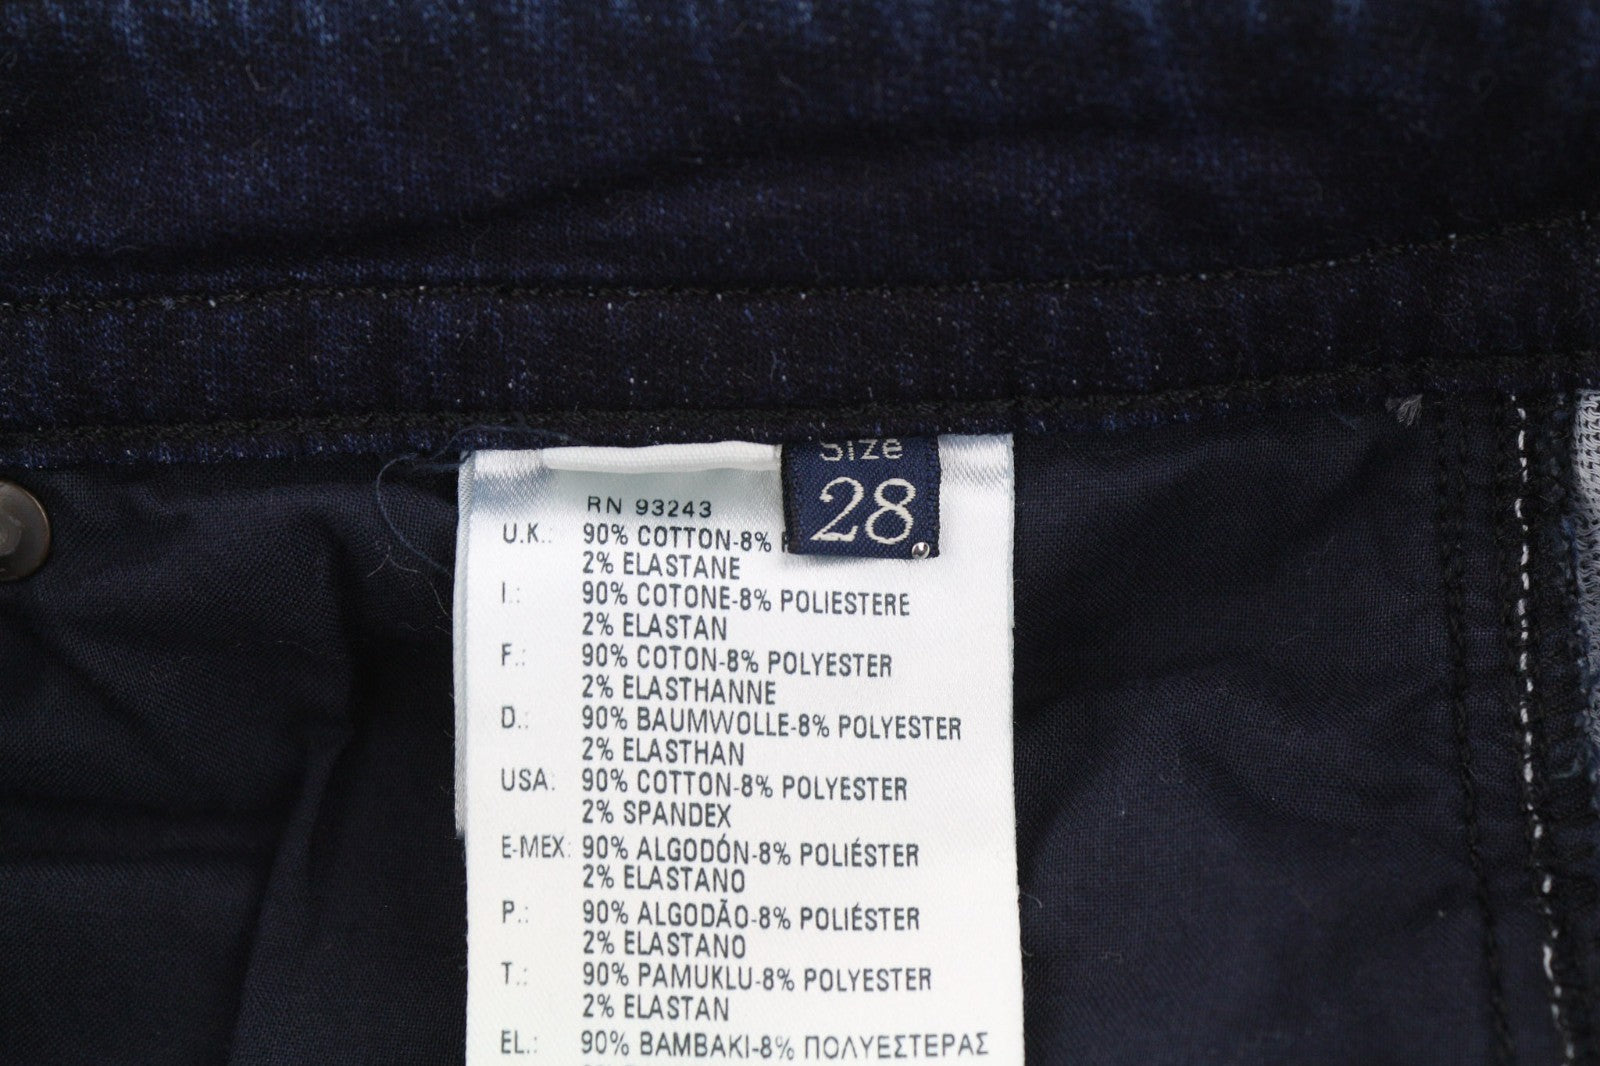 Size
28
RN 93243
U.K.: 90% COTTON-8%
2% ELASTANE
I.: 90% COTONE-8% POLIESTERE
2% ELASTAN
F.: 90% COTON-8% POLYESTER
2% ELASTHANNE
D.: 90% BAUMWOLLE-8% POLYESTER
2% ELASTHAN
USA: 90% COTTON-8% POLYESTER
2% SPANDEX
E-MEX: 90% ALGODÓN-8% POLIÉSTER
2% ELASTANO
P.: 90% ALGODÃO-8% POLIÉSTER
2% ELASTANO
T.: 90% PAMUKLU-8% POLYESTER
2% ELASTAN
EL.: 90% BAMBAKI-8% ΠΟΛΥΕΣΤΕΡΑΣ